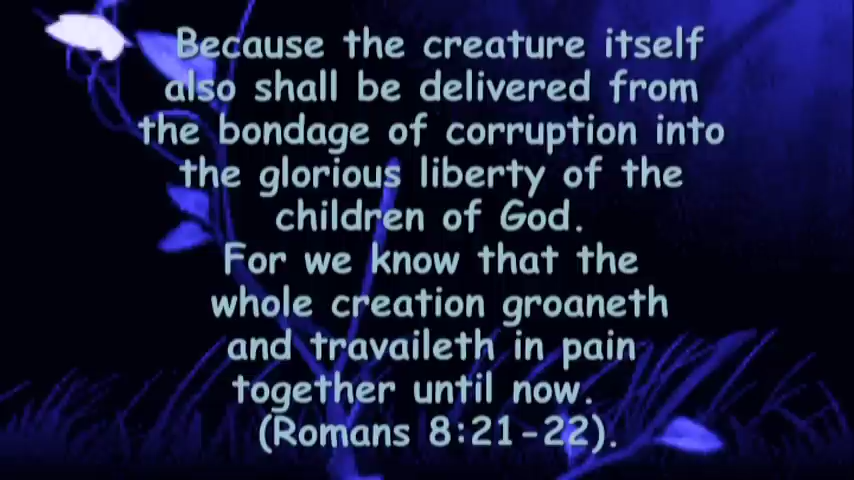 Because the creature itself
also shall be delivered from
the bondage of corruption into
the glorious liberty of the
children of God.
For we know that the
whole creation groaneth
and travaileth in pain
together until now.
(Romans 8:21-22).